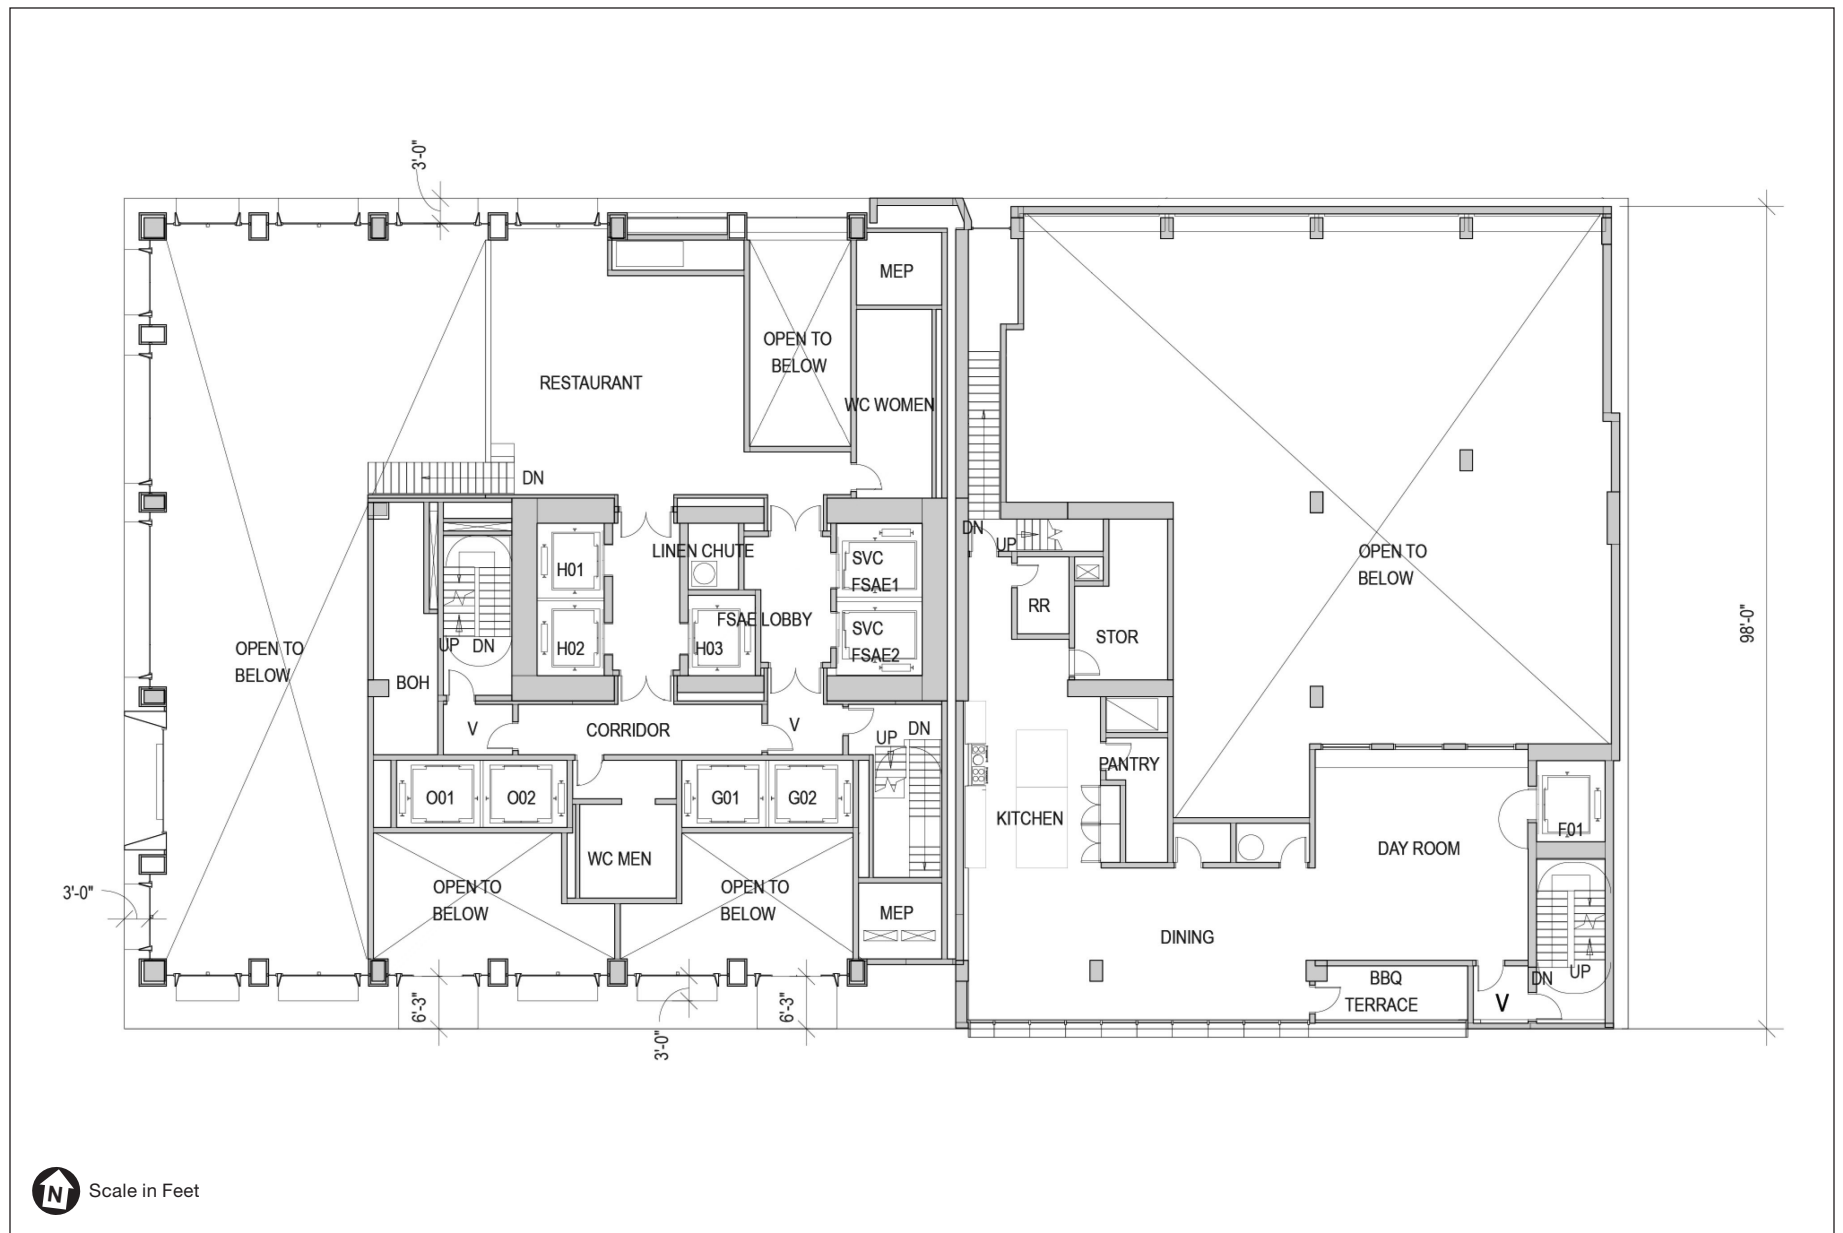 3'-0"
MEP
OPEN TO
BELOW
RESTAURANT
WC WOMEN
DN
DN
UP
LINEN CHUTE
H01
SVC
FSAE1
OPEN TO
BELOW
RR
FSAE LOBBY
SVC
FSAE2
STOR
98'-0"
UP
DN
H02
H03
OPEN TO
BELOW
BOH
V
CORRIDOR
V
UP
DN
PANTRY
O01
O02
G01
G02
KITCHEN
F01
DAY ROOM
WC MEN
OPEN TO
BELOW
OPEN TO
BELOW
3'-0"
MEP
DINING
BBQ
TERRACE
DN
UP
V
6'-3"
3'-0"
6'-3"
N
Scale in Feet